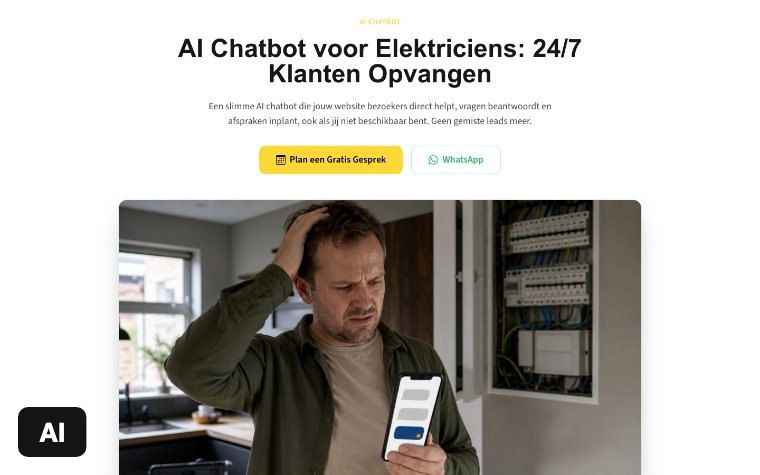 AI CHATBOT
AI Chatbot voor Elektriciens: 24/7
Klanten Opvangen
Een slimme AI chatbot die jouw website bezoekers direct helpt, vragen beantwoordt en
afspraken inplant, ook als jij niet beschikbaar bent. Geen gemiste leads meer.
Plan een Gratis Gesprek
WhatsApp
AI